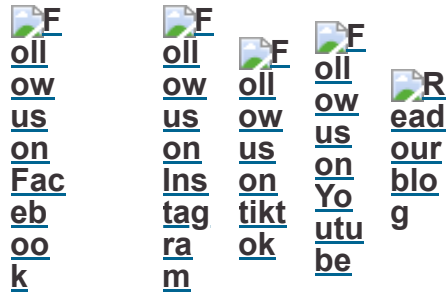 F
oll
ow
us
on
Fac
eb
oo
k
F
oll
ow
us
on
Ins
tag
ra
m
F
oll
ow
us
on
tikt
ok
F
oll
ow
us
on
Yo
utu
be
R
ead
our
blo
g